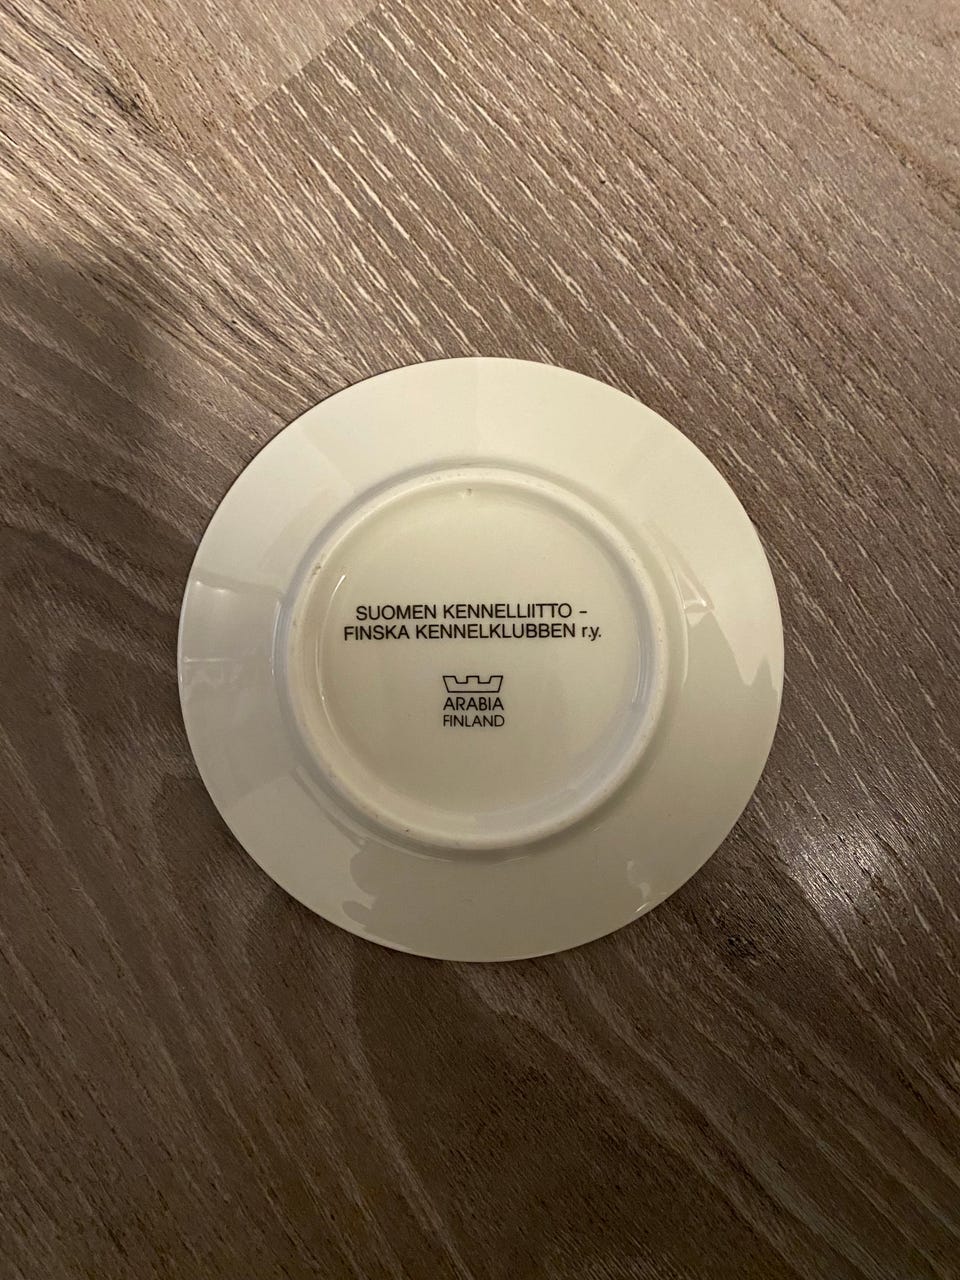 SUOMEN KENNELLIITTO –
FINSKA KENNELKLUBBEN r.y.
ARABIA
FINLAND